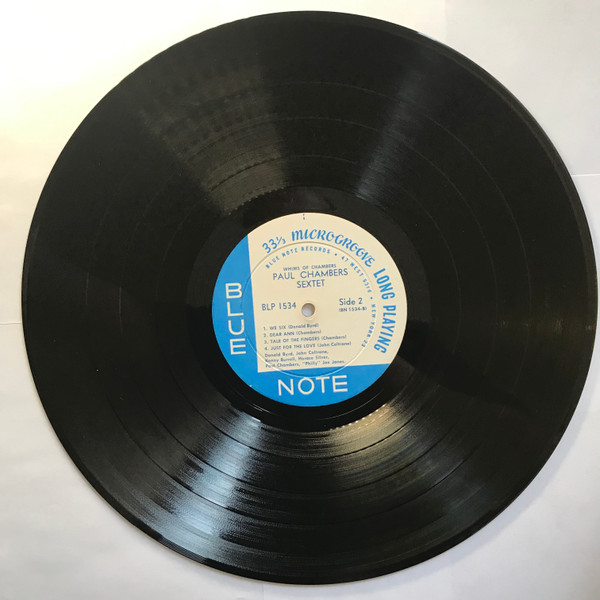 33⅓ MICROGROOVE LONG PLAYING
BLUE NOTE RECORDS • 47 WEST 63rd • NEW YORK 23
WHIMS OF CHAMBERS
PAUL CHAMBERS
SEXTET
BLP 1534
Side 2
(BN 1534-B)
1. WE SIX (Donald Byrd)
2. DEAR ANN (Chambers)
3. TALE OF THE FINGERS (Chambers)
4. JUST FOR THE LOVE (John Coltrane)
Donald Byrd, John Coltrane,
Kenny Burrell, Horace Silver,
Paul Chambers, "Philly" Joe Jones.
BLUE
NOTE